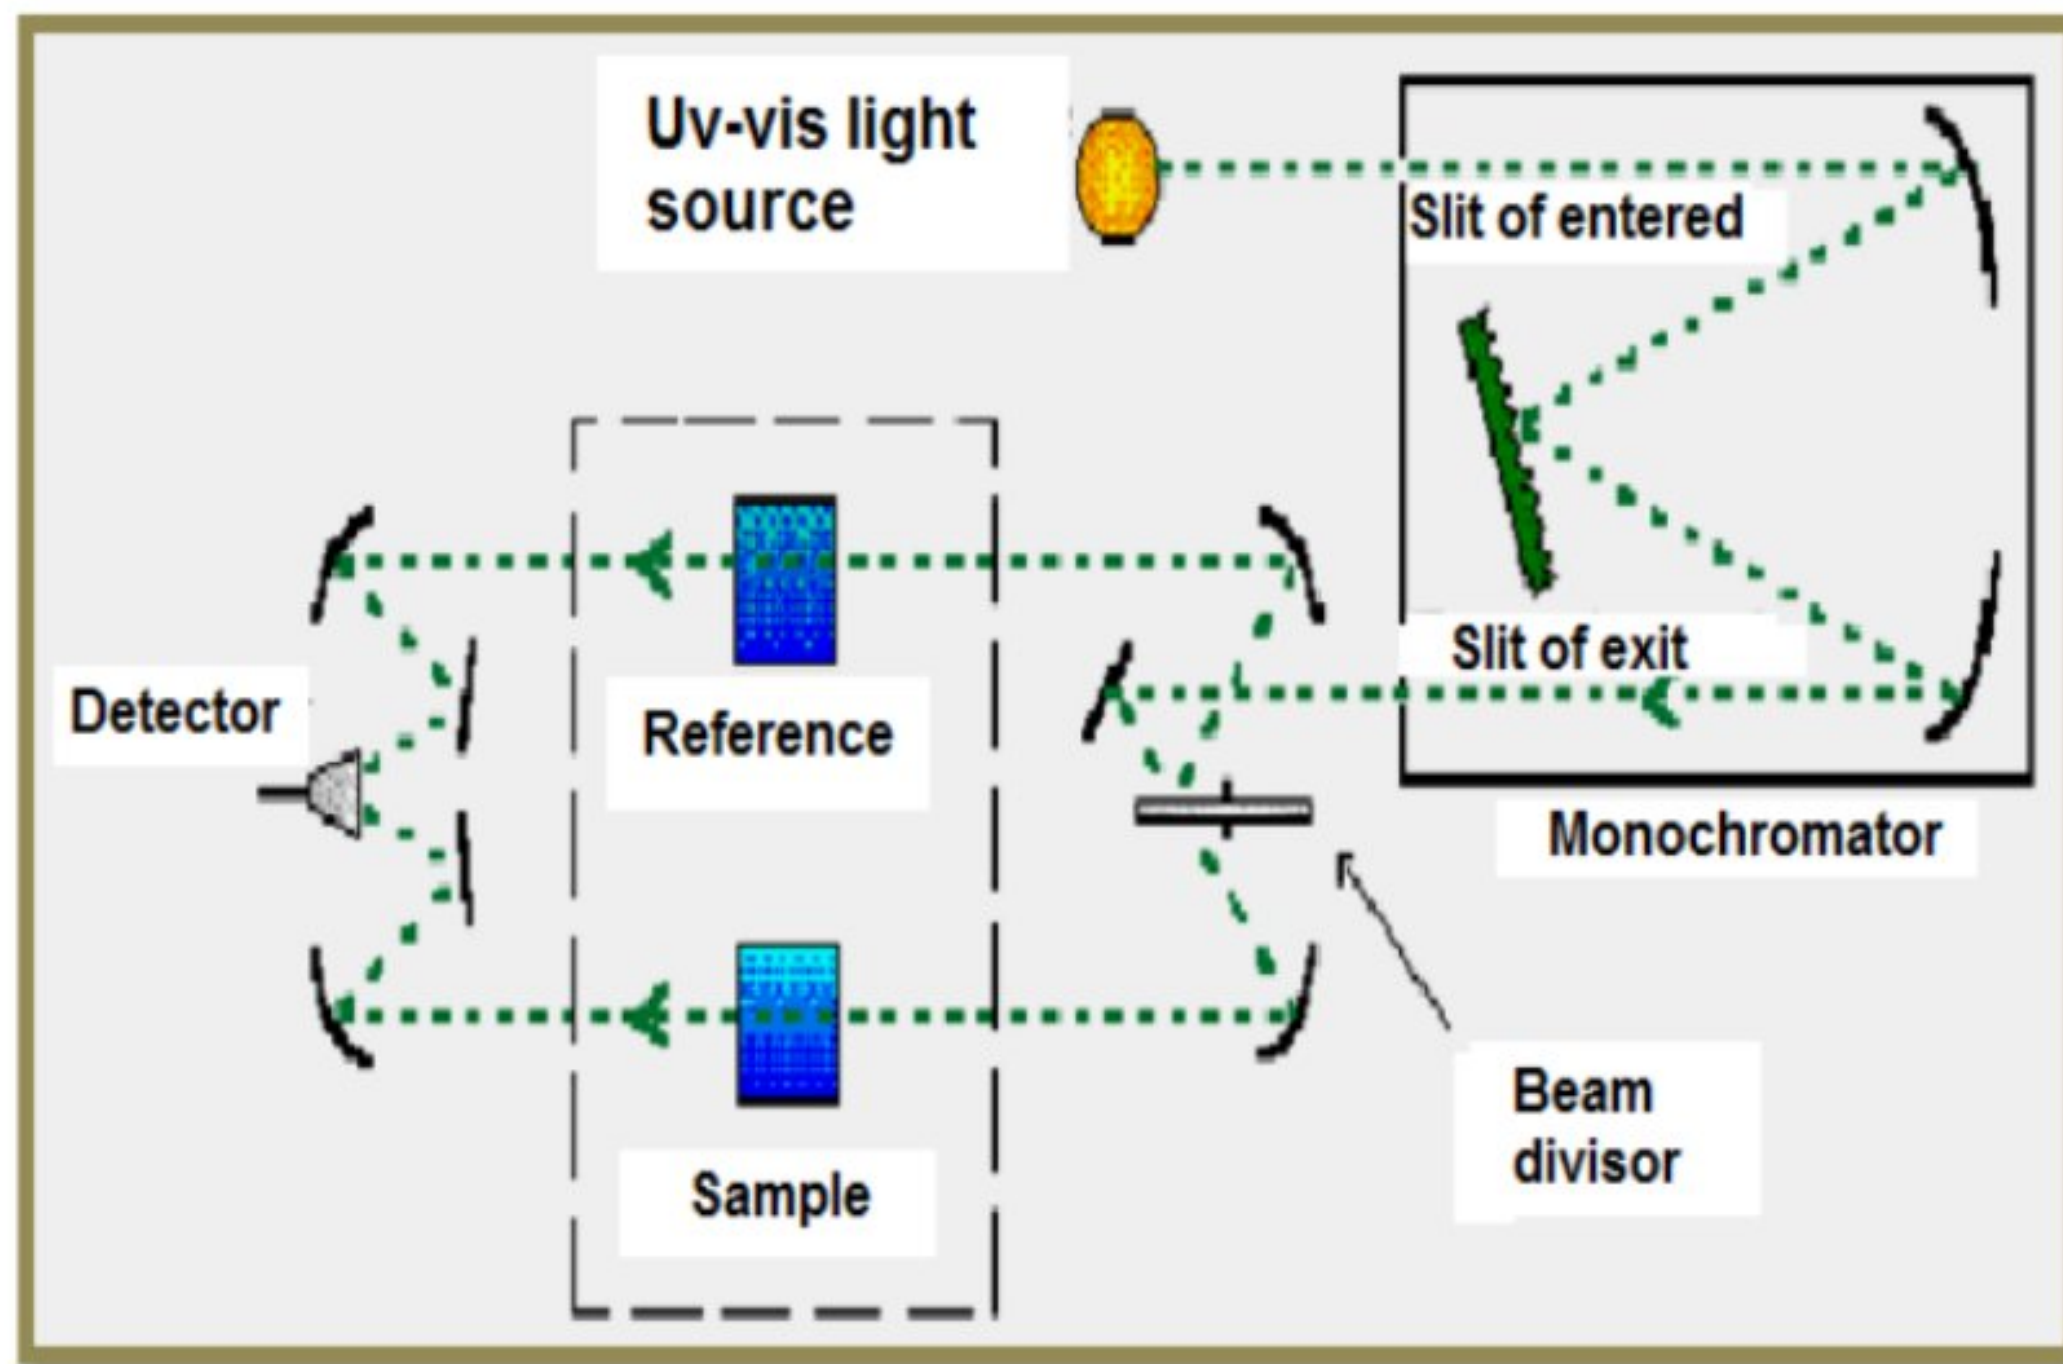 Uv-vis light
source
Slit of entered
Slit of exit
Detector
Reference
Monochromator
Sample
Beam
divisor